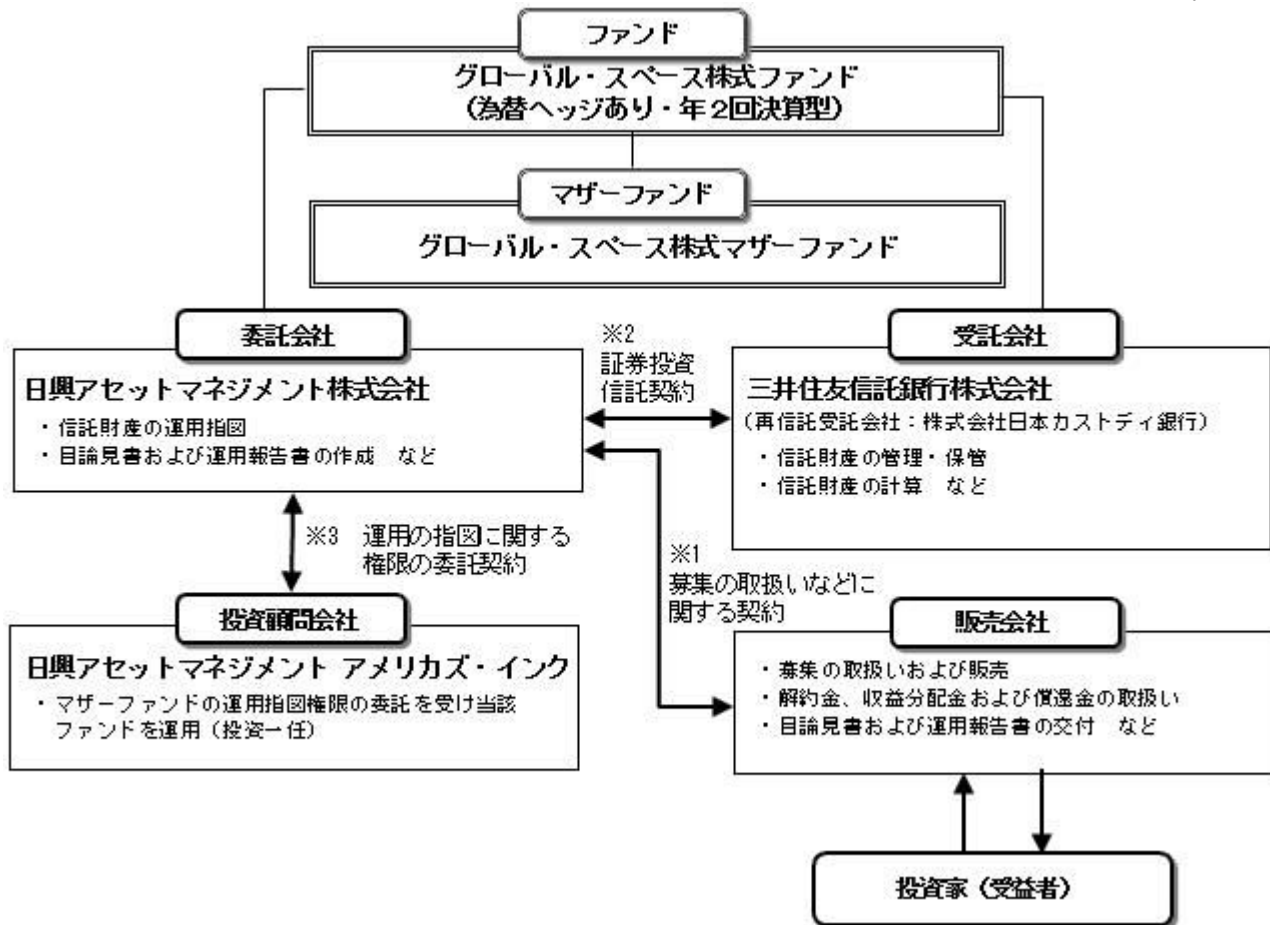 ファンド
グローバル・スペース株式ファンド
（為替ヘッジあり・年２回決算型）
マザーファンド
グローバル・スペース株式マザーファンド
委託会社
日興アセットマネジメント株式会社
・信託財産の運用指図
・目論見書および運用報告書の作成　など
※2
証券投資
信託契約
受託会社
三井住友信託銀行株式会社
（再信託受託会社：株式会社日本カストディ銀行）
・信託財産の管理・保管
・信託財産の計算　など
※3　運用の指図に関する
権限の委託契約
※1
募集の取扱いなどに
関する契約
投資顧問会社
日興アセットマネジメント アメリカズ・インク
・マザーファンドの運用指図権限の委託を受け当該
ファンドを運用（投資一任）
販売会社
・募集の取扱いおよび販売
・解約金、収益分配金および償還金の取扱い
・目論見書および運用報告書の交付　など
投資家（受益者）